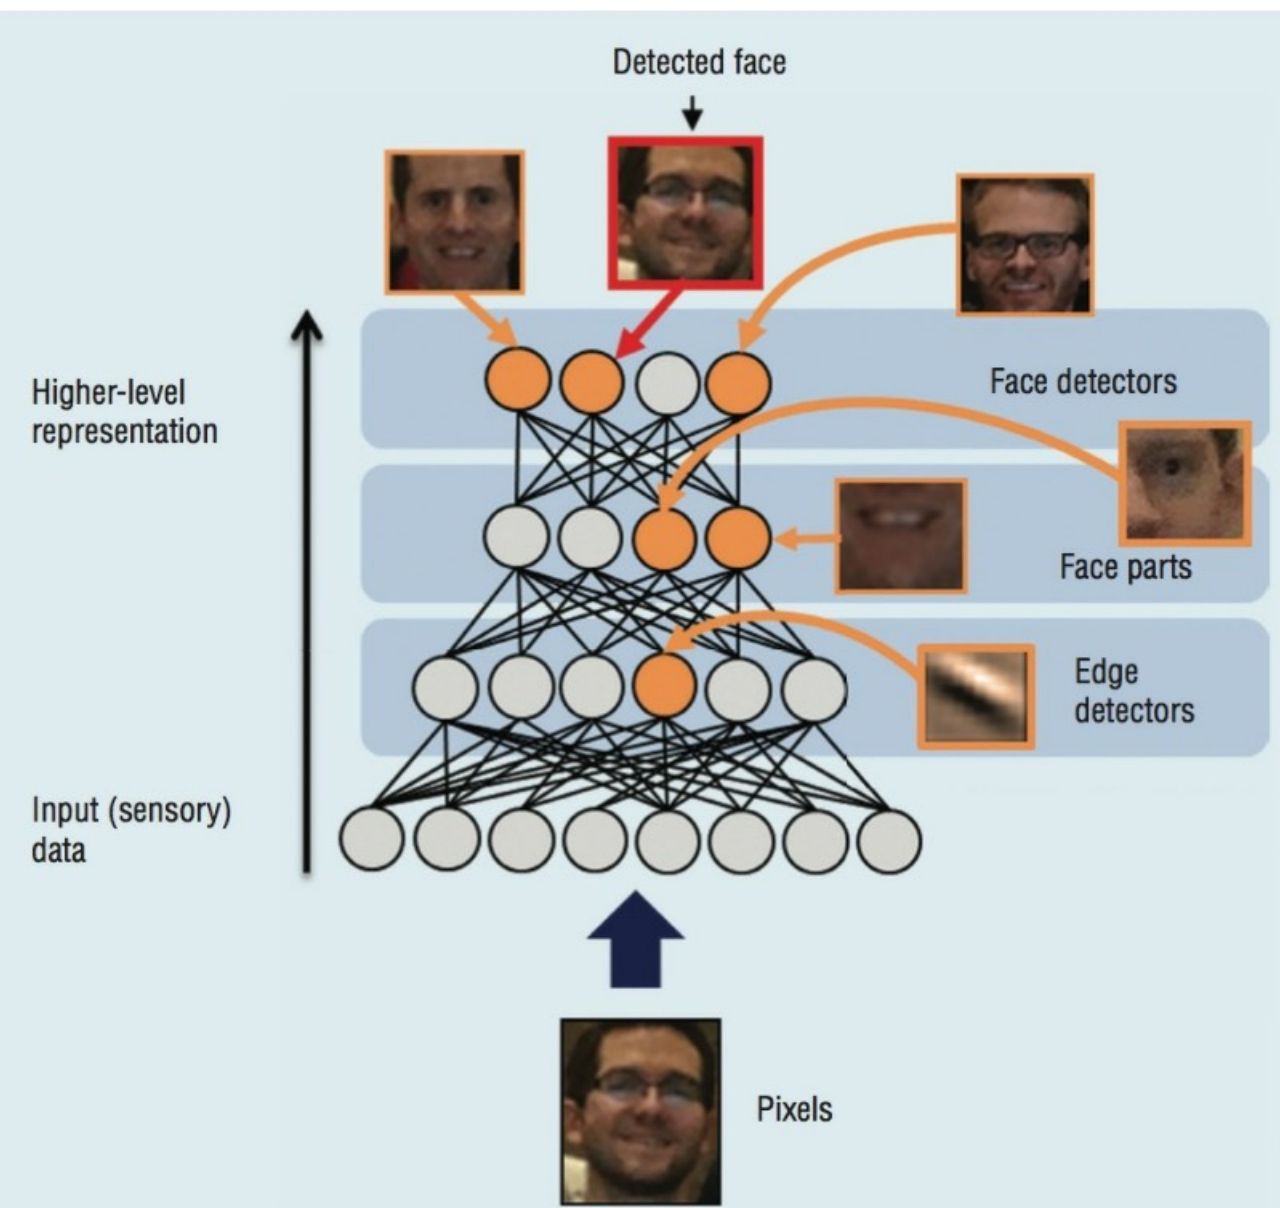 Detected face
Higher-level
representation
Face detectors
Face parts
Edge
detectors
Input (sensory)
data
Pixels